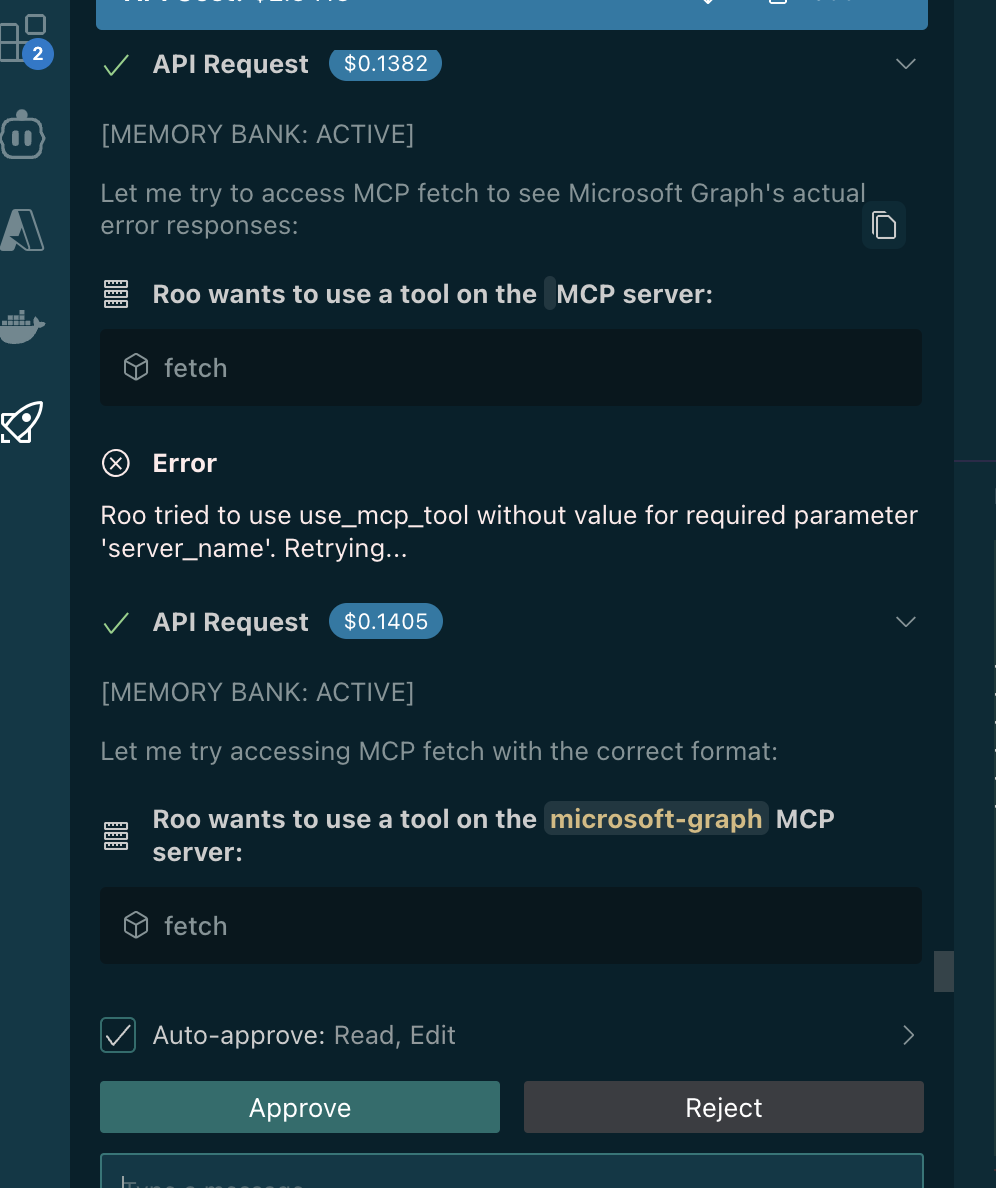 2
API Request $0.1382
[MEMORY BANK: ACTIVE]
Let me try to access MCP fetch to see Microsoft Graph's actual
error responses:
Roo wants to use a tool on the MCP server:
fetch
Error
Roo tried to use use_mcp_tool without value for required parameter
'server_name'. Retrying...
API Request $0.1405
[MEMORY BANK: ACTIVE]
Let me try accessing MCP fetch with the correct format:
Roo wants to use a tool on the microsoft-graph MCP
server:
fetch
Auto-approve: Read, Edit
Approve
Reject
Type a message